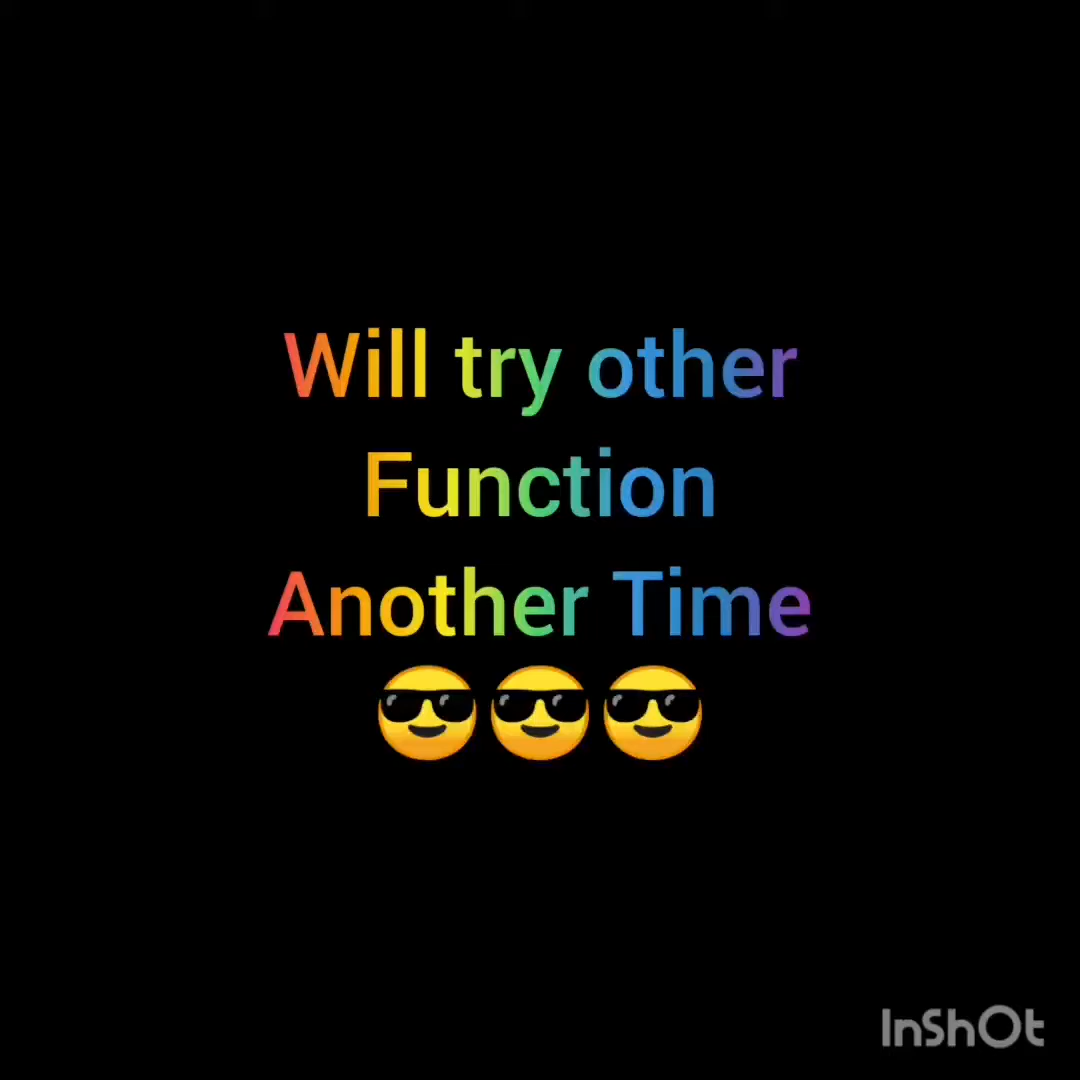 Will try other
Function
Another Time
😎😎😎
InShOt